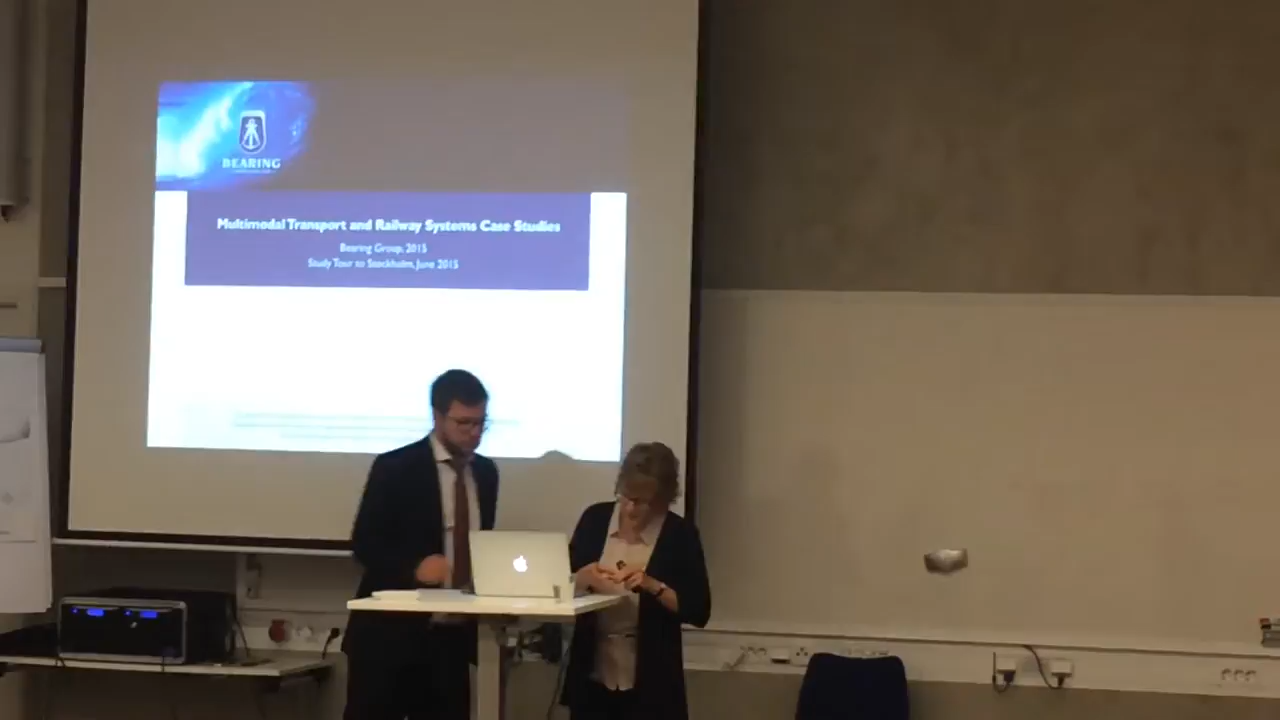 BEARING
Multimodal Transport and Railway Systems Case Studies
Bearing Group, 2015
Study Tour to Stockholm, June 2015